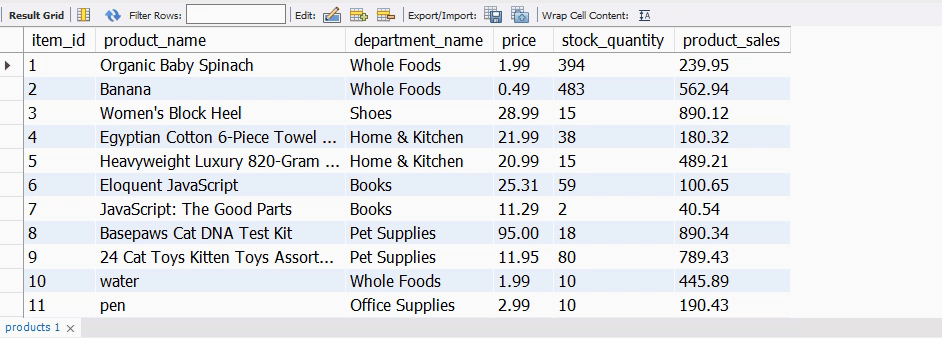 Result Grid Filter Rows: Edit: Export/Import: Wrap Cell Content: IA
item_id product_name department_name price stock_quantity product_sales
1 Organic Baby Spinach Whole Foods 1.99 394 239.95
2 Banana Whole Foods 0.49 483 562.94
3 Women's Block Heel Shoes 28.99 15 890.12
4 Egyptian Cotton 6-Piece Towel ... Home & Kitchen 21.99 38 180.32
5 Heavyweight Luxury 820-Gram ... Home & Kitchen 20.99 15 489.21
6 Eloquent JavaScript Books 25.31 59 100.65
7 JavaScript: The Good Parts Books 11.29 2 40.54
8 Basepaws Cat DNA Test Kit Pet Supplies 95.00 18 890.34
9 24 Cat Toys Kitten Toys Assort... Pet Supplies 11.95 80 789.43
10 water Whole Foods 1.99 10 445.89
11 pen Office Supplies 2.99 10 190.43
products 1